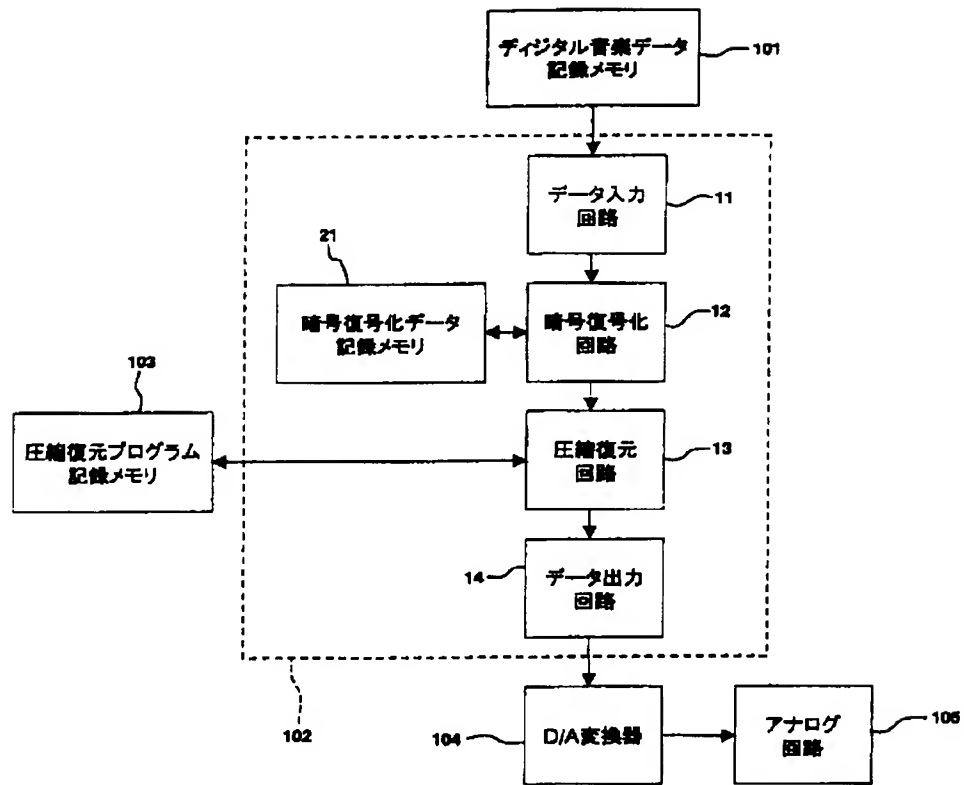 ディジタル音楽データ
記録メモリ
101
データ入力
回路
11
21
暗号復号化データ
記録メモリ
暗号復号化
回路
12
103
圧縮復元プログラム
記録メモリ
圧縮復元
回路
13
14
データ出力
回路
102
104
D/A変換器
アナログ
回路
105